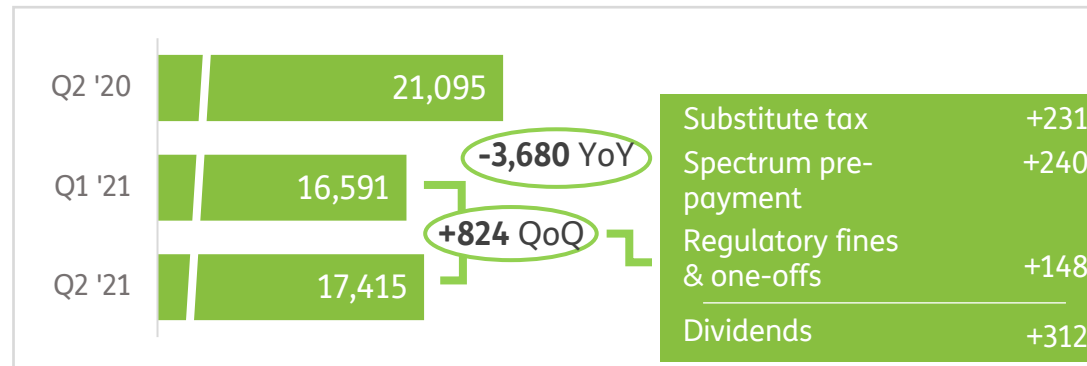 Q2 '20
21,095
-3,680 YoY
Q1 '21
16,591
+824 QoQ
Q2 '21
17,415
Substitute tax +231
Spectrum pre- +240
payment
Regulatory fines
& one-offs +148
Dividends +312